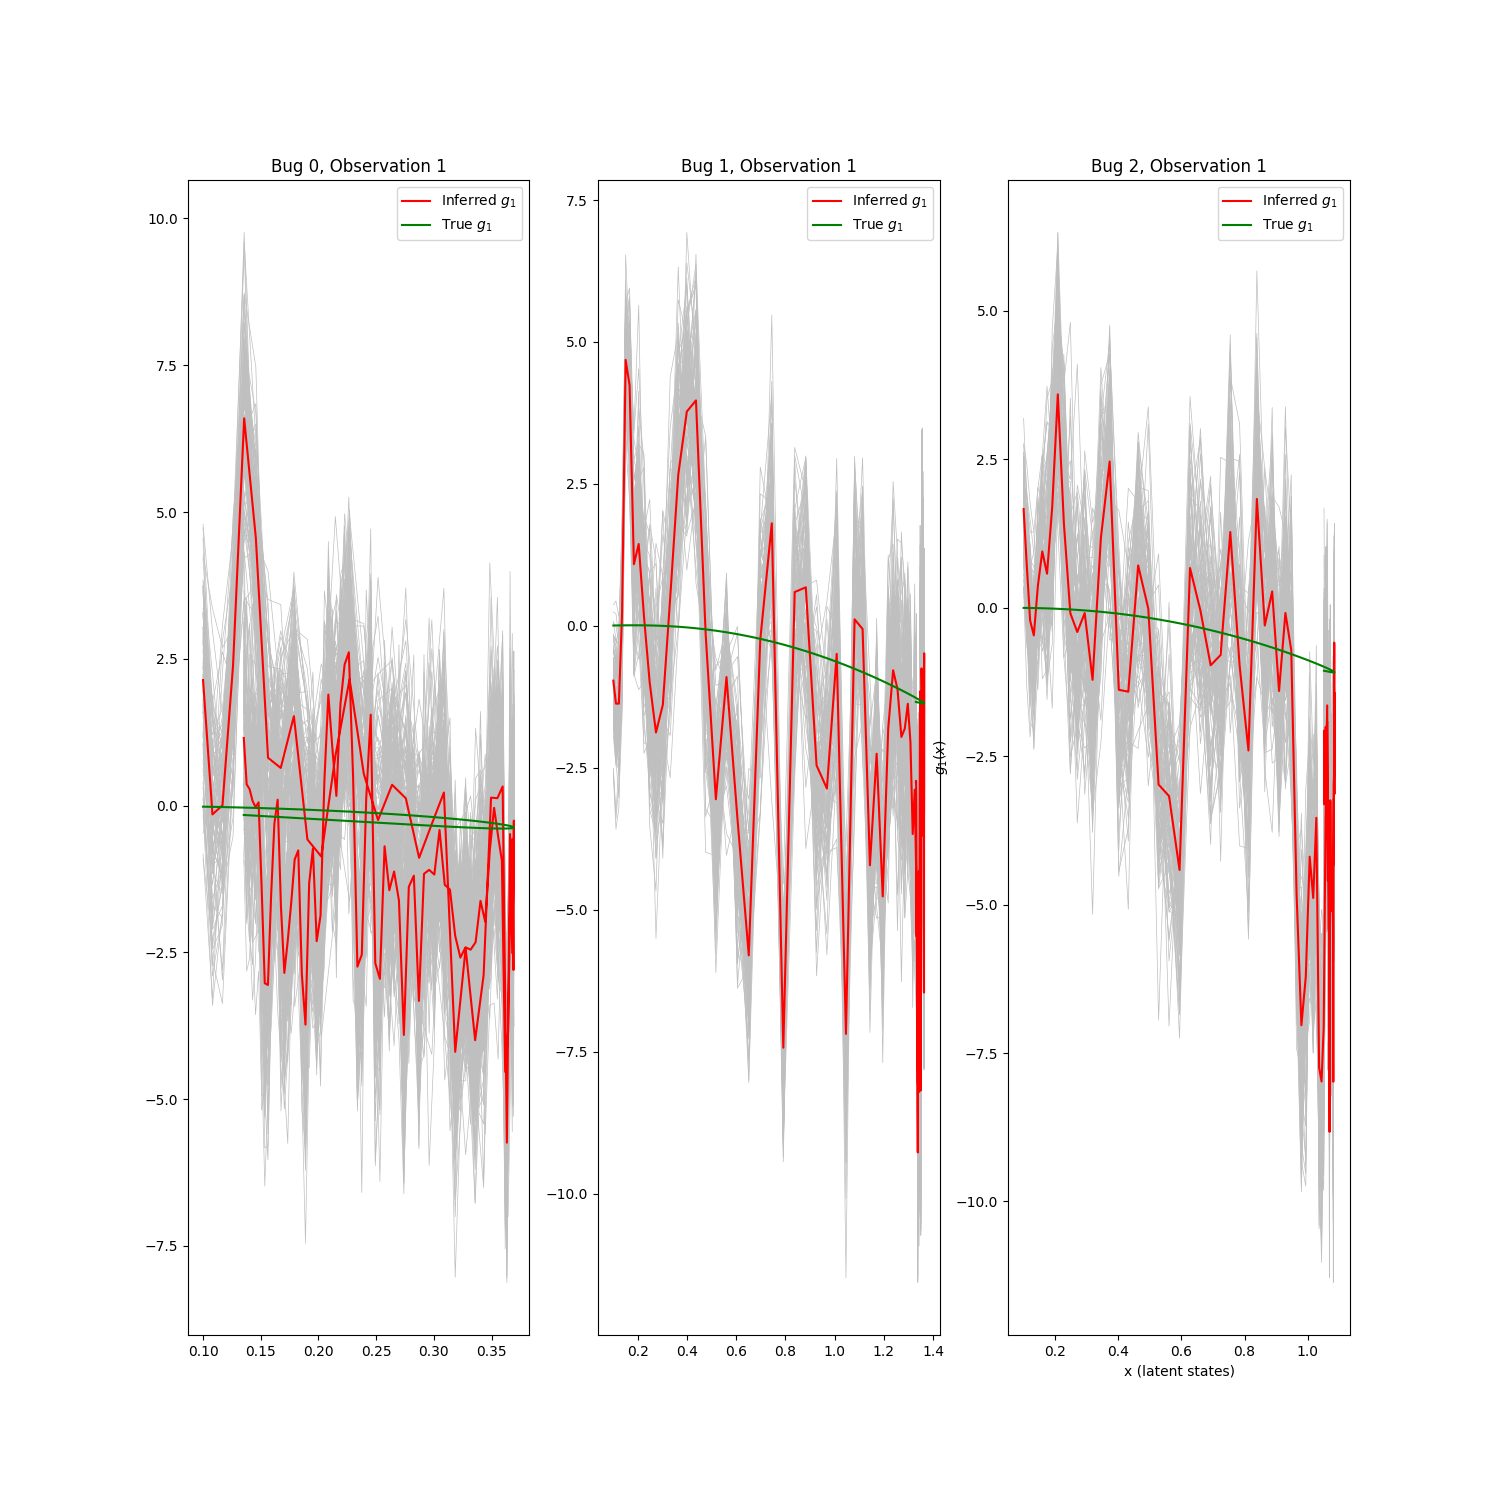 Bug 0, Observation 1
Inferred g₁
True g₁
10.0
7.5
5.0
2.5
0.0
−2.5
−5.0
−7.5
0.10 0.15 0.20 0.25 0.30 0.35
Bug 1, Observation 1
Inferred g₁
True g₁
7.5
5.0
2.5
0.0
−2.5
−5.0
−7.5
−10.0
0.2 0.4 0.6 0.8 1.0 1.2 1.4
Bug 2, Observation 1
Inferred g₁
True g₁
g₁(x)
5.0
2.5
0.0
−2.5
−5.0
−7.5
−10.0
0.2 0.4 0.6 0.8 1.0
x (latent states)